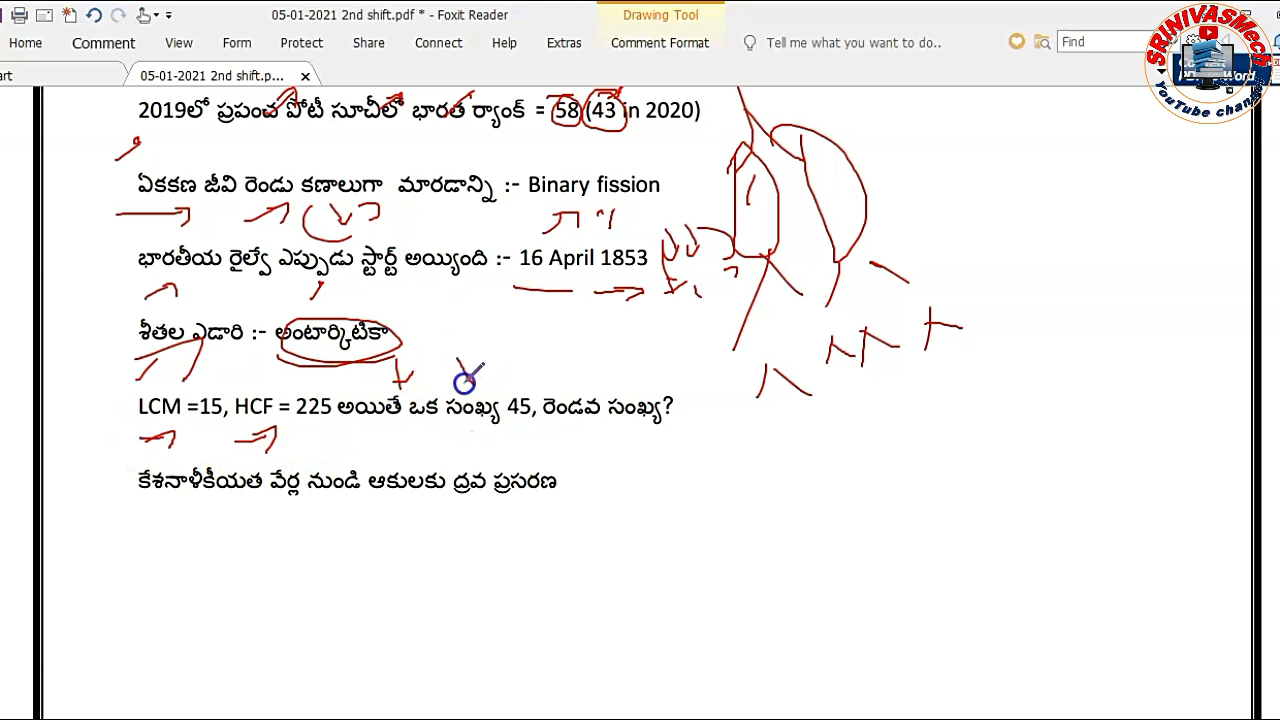 05-01-2021 2nd shift.pdf * - Foxit Reader
Drawing Tool
Home Comment View Form Protect Share Connect Help Extras Comment Format Tell me what you want to do.. Find
art 05-01-2021 2nd shift.p... ×
SRINIVASMech
YouTube channel
Word
2019లో ప్రపంచ పోటీ సూచీలో భారత ర్యాంక్ = 58 (43 in 2020)
ఏకకణ జీవి రెండు కణాలుగా మారడాన్ని :- Binary fission
భారతీయ రైల్వే ఎప్పుడు స్టార్ట్ అయ్యింది :- 16 April 1853
శీతల ఎడారి :- అంటార్కిటికా
LCM =15, HCF = 225 అయితే ఒక సంఖ్య 45, రెండవ సంఖ్య?
కేశనాళీకీయత వేర్ల నుండి ఆకులకు ద్రవ ప్రసరణ